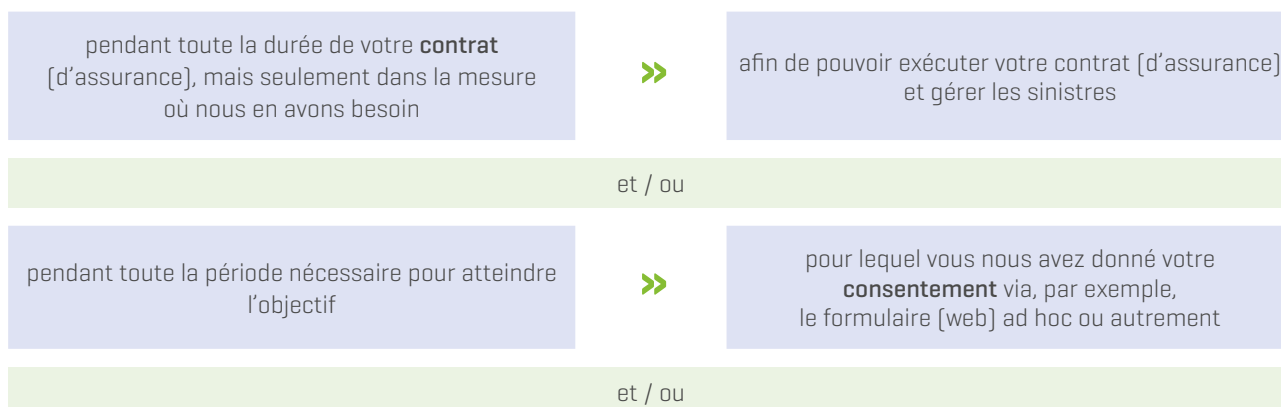 pendant toute la durée de votre contrat
(d’assurance), mais seulement dans la mesure
où nous en avons besoin
»
afin de pouvoir exécuter votre contrat (d’assurance)
et gérer les sinistres
et / ou
pendant toute la période nécessaire pour atteindre
l’objectif
»
pour lequel vous nous avez donné votre
consentement via, par exemple,
le formulaire (web) ad hoc ou autrement
et / ou